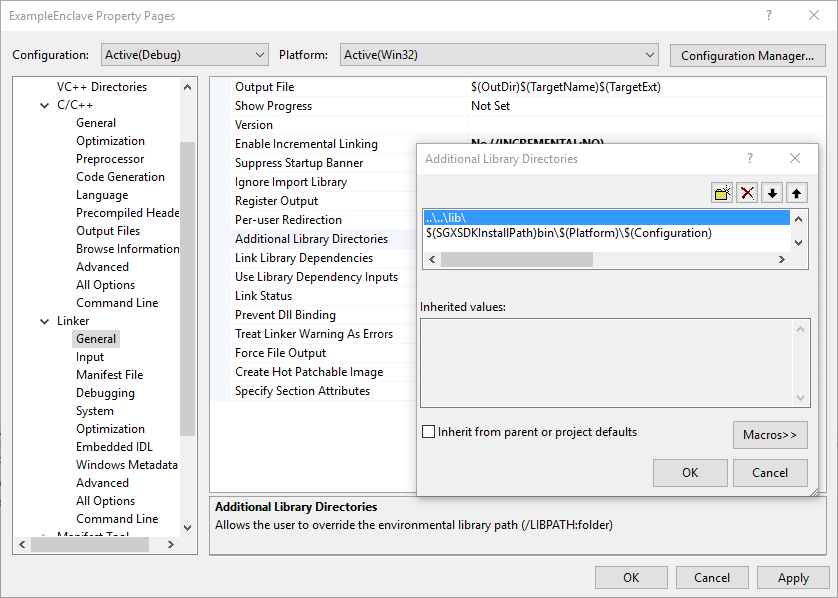 ExampleEnclave Property Pages
Configuration: Active(Debug) Platform: Active(Win32) Configuration Manager...
VC++ Directories
C/C++
General
Optimization
Preprocessor
Code Generation
Language
Precompiled Heade
Output Files
Browse Information
Advanced
All Options
Command Line
Linker
General
Input
Manifest File
Debugging
System
Optimization
Embedded IDL
Windows Metadata
Advanced
All Options
Command Line
Manifest Tool
Output File $(OutDir)$(TargetName)$(TargetExt)
Show Progress Not Set
Version
Enable Incremental Linking No (/INCREMENTAL:NO)
Suppress Startup Banner
Ignore Import Library
Register Output
Per-user Redirection
Additional Library Directories
Link Library Dependencies
Use Library Dependency Inputs
Link Status
Prevent Dll Binding
Treat Linker Warning As Errors
Force File Output
Create Hot Patchable Image
Specify Section Attributes
Additional Library Directories
..\..\lib\
$(SGXSDKInstallPath)bin\$(Platform)\$(Configuration)
Inherited values:
Inherit from parent or project defaults
Macros>>
OK Cancel
Additional Library Directories
Allows the user to override the environmental library path (/LIBPATH:folder)
OK Cancel Apply